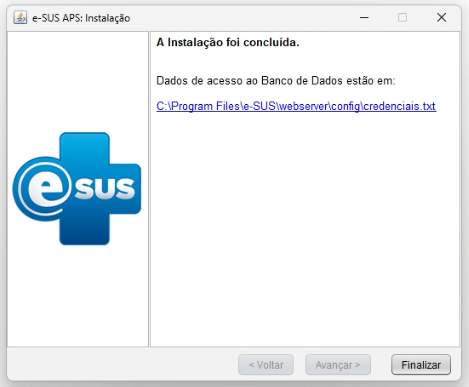 e-SUS APS: Instalação
A Instalação foi concluída.
Dados de acesso ao Banco de Dados estão em:
C:\Program Files\e-SUS\webserver\config\credenciais.txt
e sus
< Voltar
Avançar >
Finalizar